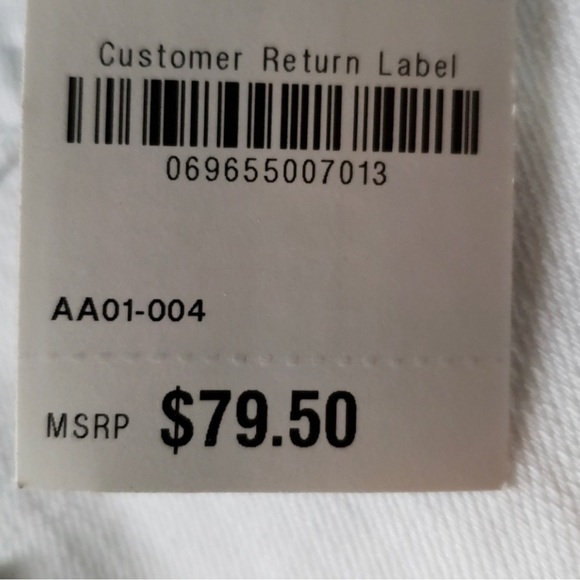 Customer Return Label
069655007013
AA01-004
MSRP $79.50